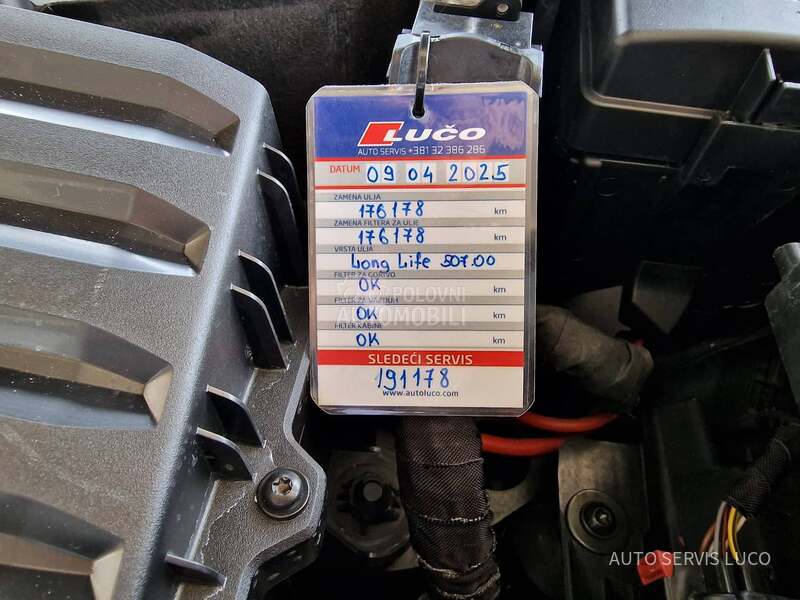 LUČO
AUTO SERVIS +381 32 386 286
DATUM 09 04 2025
ZAMENA ULJA
176178 km
ZAMENA FILTERA ZA ULJE
176178 km
VRSTA ULJA
Long Life 507.00
FILTER ZA GORIVO
OK km
POLOVNI
FILTER ZA VAZDUH
AUTOMOBILI
OK km
FILTER KABINE
OK km
SLEDEĆI SERVIS
191178
www.autoluco.com
AUTO SERVIS LUCO